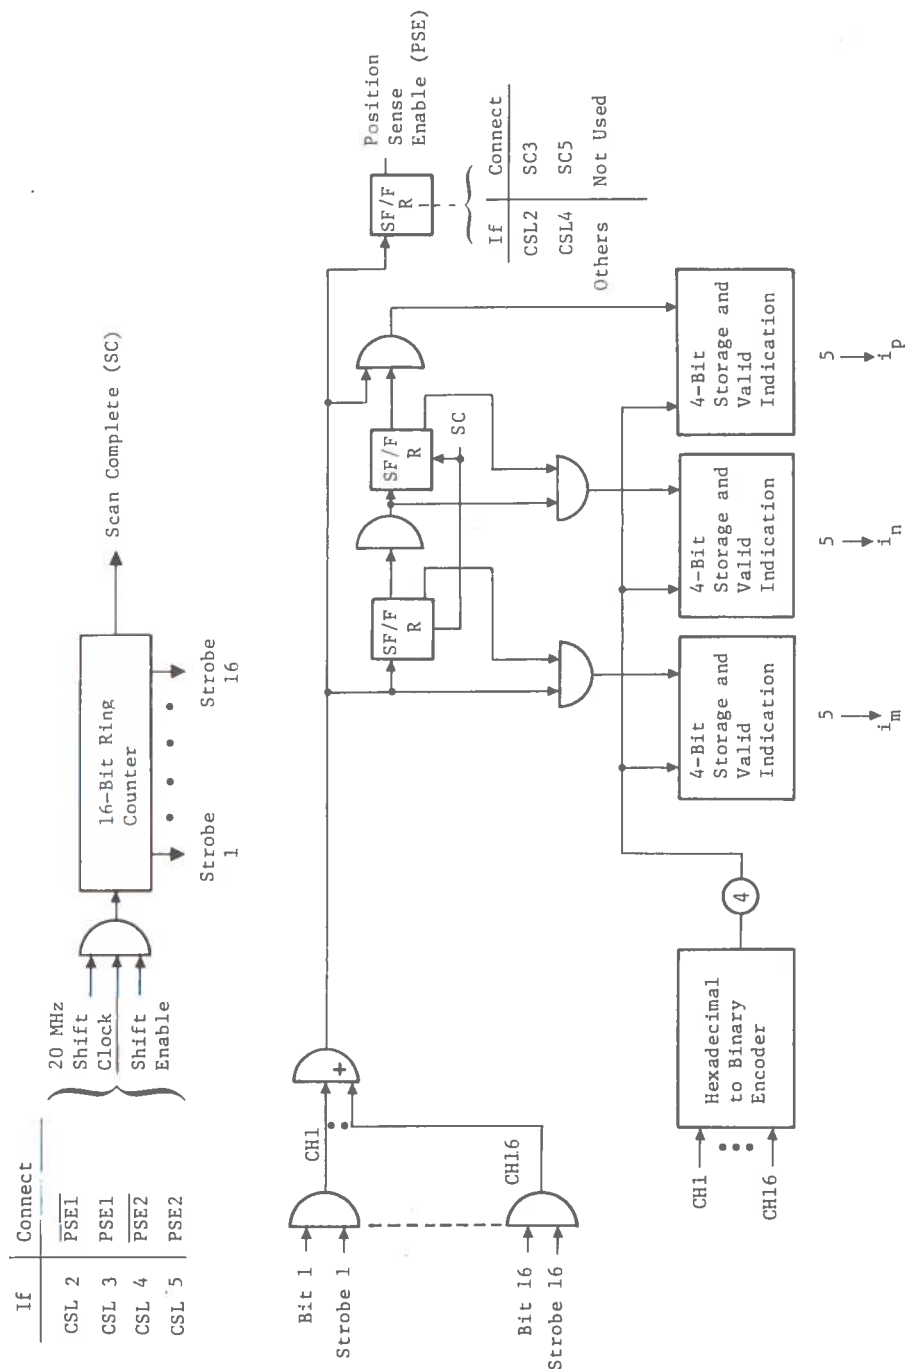 If Connect
CSL 2 PSE1
CSL 3 PSE1
CSL 4 PSE2
CSL 5 PSE2
20 MHz
Shift
Clock
Shift
Enable
16-Bit Ring
Counter
Scan Complete (SC)
Strobe
1
Strobe
16
Bit 1
Strobe 1
CH1
+
Bit 16
Strobe 16
CH16
SF/F
R
SF/F
R
SC
SF/F
R
Position
Sense
Enable (PSE)
If Connect
CSL2 SC3
CSL4 SC5
Others Not Used
CH1
CH16
Hexadecimal
to Binary
Encoder
4
4-Bit
Storage and
Valid
Indication
5
im
4-Bit
Storage and
Valid
Indication
5
in
4-Bit
Storage and
Valid
Indication
5
ip